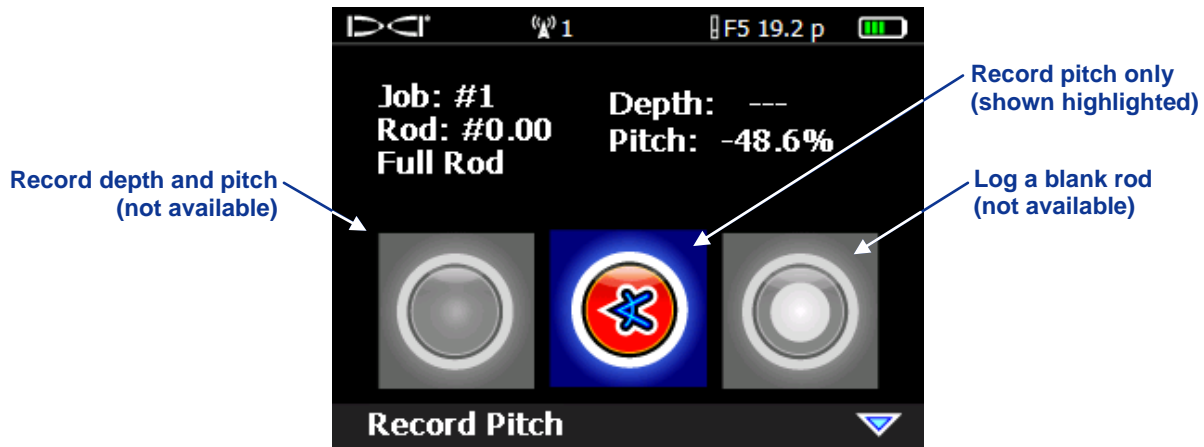 DCI 1 F5 19.2 p
Job: #1
Rod: #0.00
Full Rod
Depth: ---
Pitch: -48.6%
Record pitch only
(shown highlighted)
Record depth and pitch
(not available)
Log a blank rod
(not available)
Record Pitch